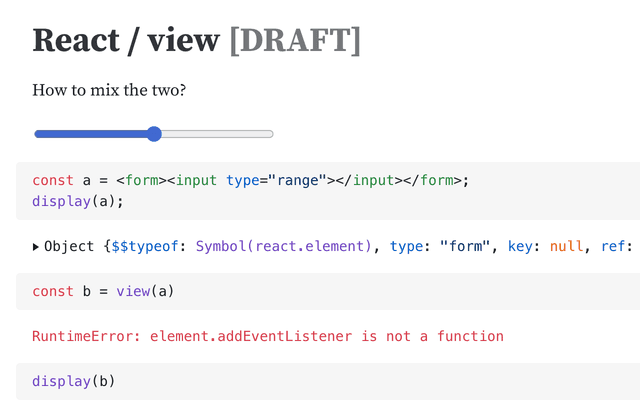 React / view [DRAFT]
How to mix the two?
const a = <form><input type="range"></input></form>;
display(a);
Object {$$typeof: Symbol(react.element), type: "form", key: null, ref:
const b = view(a)
RuntimeError: element.addEventListener is not a function
display(b)